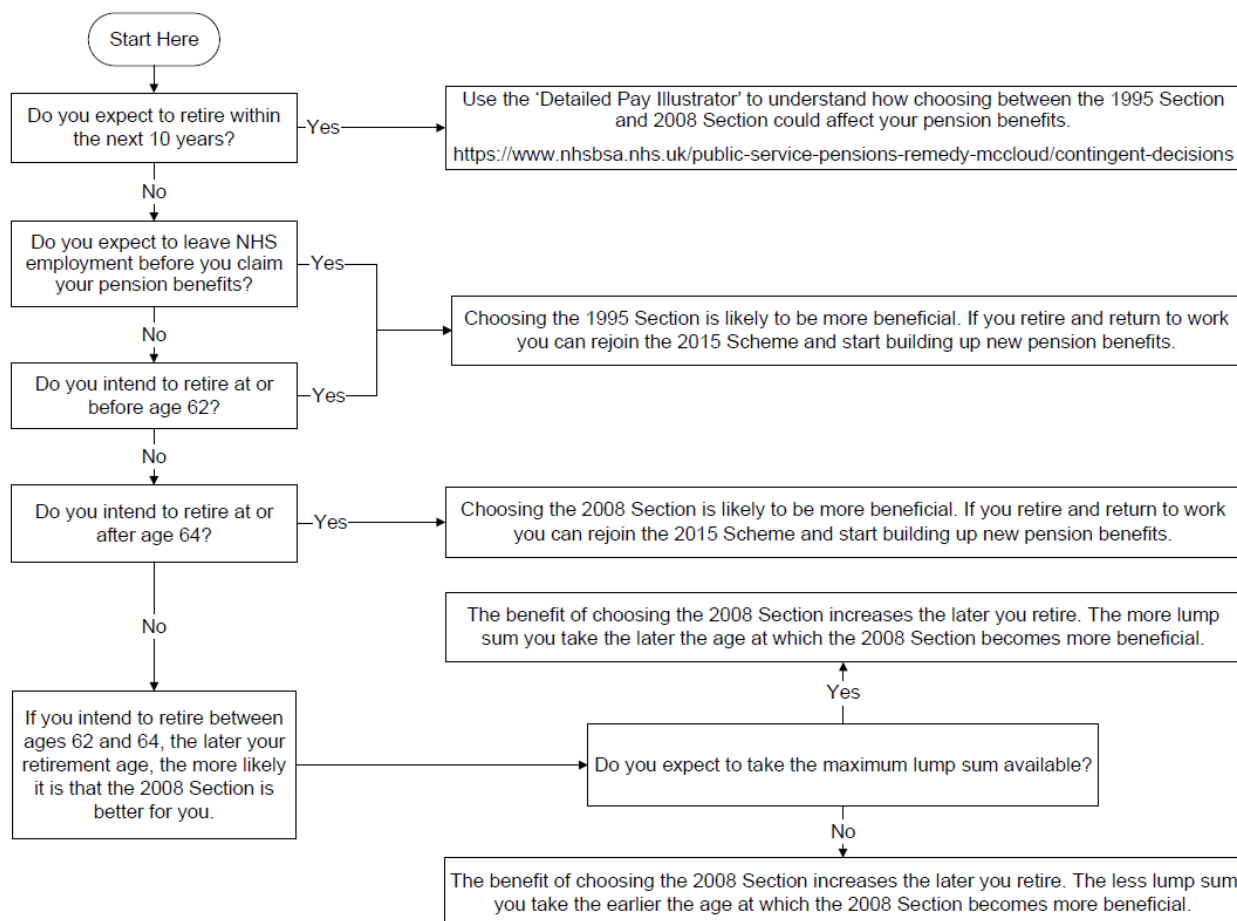 Start Here
Do you expect to retire within
the next 10 years?
Yes
Use the ‘Detailed Pay Illustrator’ to understand how choosing between the 1995 Section
and 2008 Section could affect your pension benefits.
https://www.nhsbsa.nhs.uk/public-service-pensions-remedy-mccloud/contingent-decisions
No
Do you expect to leave NHS
employment before you claim
your pension benefits?
Yes
Choosing the 1995 Section is likely to be more beneficial. If you retire and return to work
you can rejoin the 2015 Scheme and start building up new pension benefits.
No
Do you intend to retire at or
before age 62?
Yes
No
Do you intend to retire at or
after age 64?
Yes
Choosing the 2008 Section is likely to be more beneficial. If you retire and return to work
you can rejoin the 2015 Scheme and start building up new pension benefits.
No
If you intend to retire between
ages 62 and 64, the later your
retirement age, the more likely
it is that the 2008 Section is
better for you.
Do you expect to take the maximum lump sum available?
Yes
The benefit of choosing the 2008 Section increases the later you retire. The more lump
sum you take the later the age at which the 2008 Section becomes more beneficial.
No
The benefit of choosing the 2008 Section increases the later you retire. The less lump sum
you take the earlier the age at which the 2008 Section becomes more beneficial.